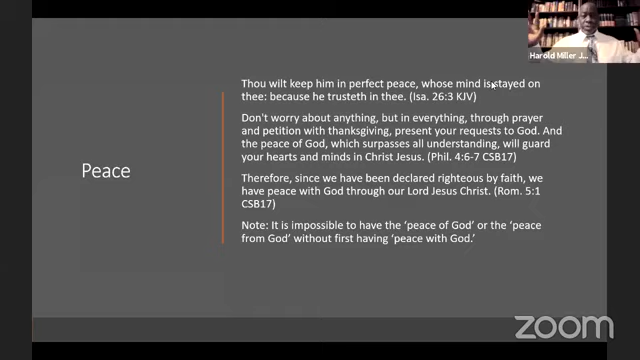 Harold Miller J...
Thou wilt keep him in perfect peace, whose mind is stayed on
thee: because he trusteth in thee. (Isa. 26:3 KJV)
Don't worry about anything, but in everything, through prayer
and petition with thanksgiving, present your requests to God. And
the peace of God, which surpasses all understanding, will guard
your hearts and minds in Christ Jesus. (Phil. 4:6-7 CSB17)
Peace
Therefore, since we have been declared righteous by faith, we
have peace with God through our Lord Jesus Christ. (Rom. 5:1
CSB17)
Note: It is impossible to have the 'peace of God' or the 'peace
from God' without first having 'peace with God.'
zoom